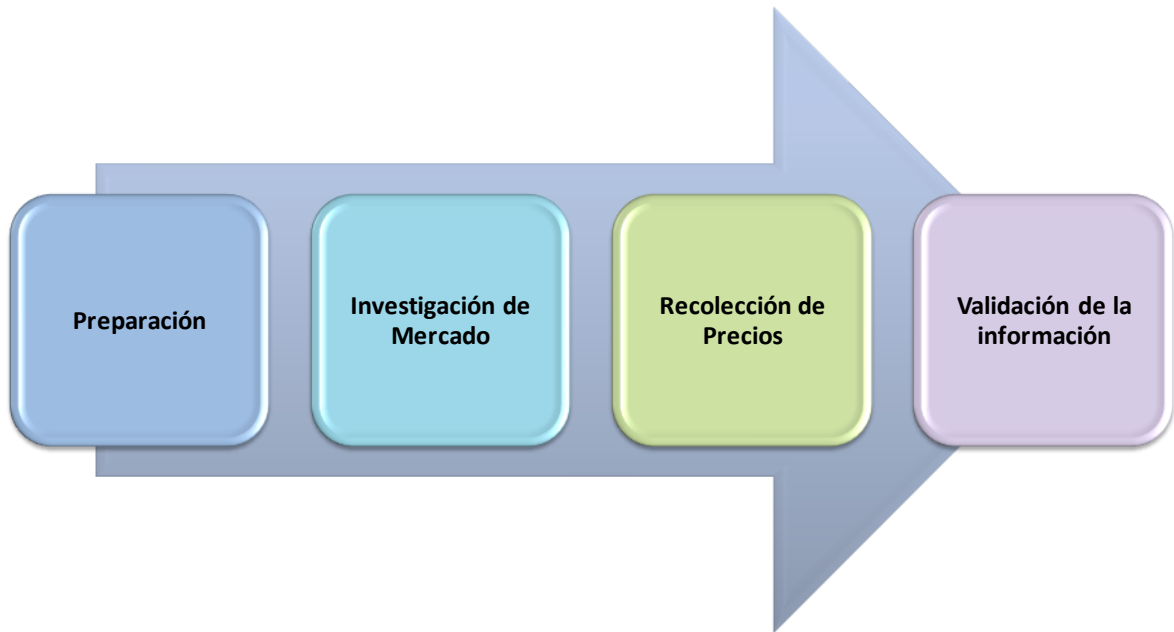 Preparación
Investigación de
Mercado
Recolección de
Precios
Validación de la
información